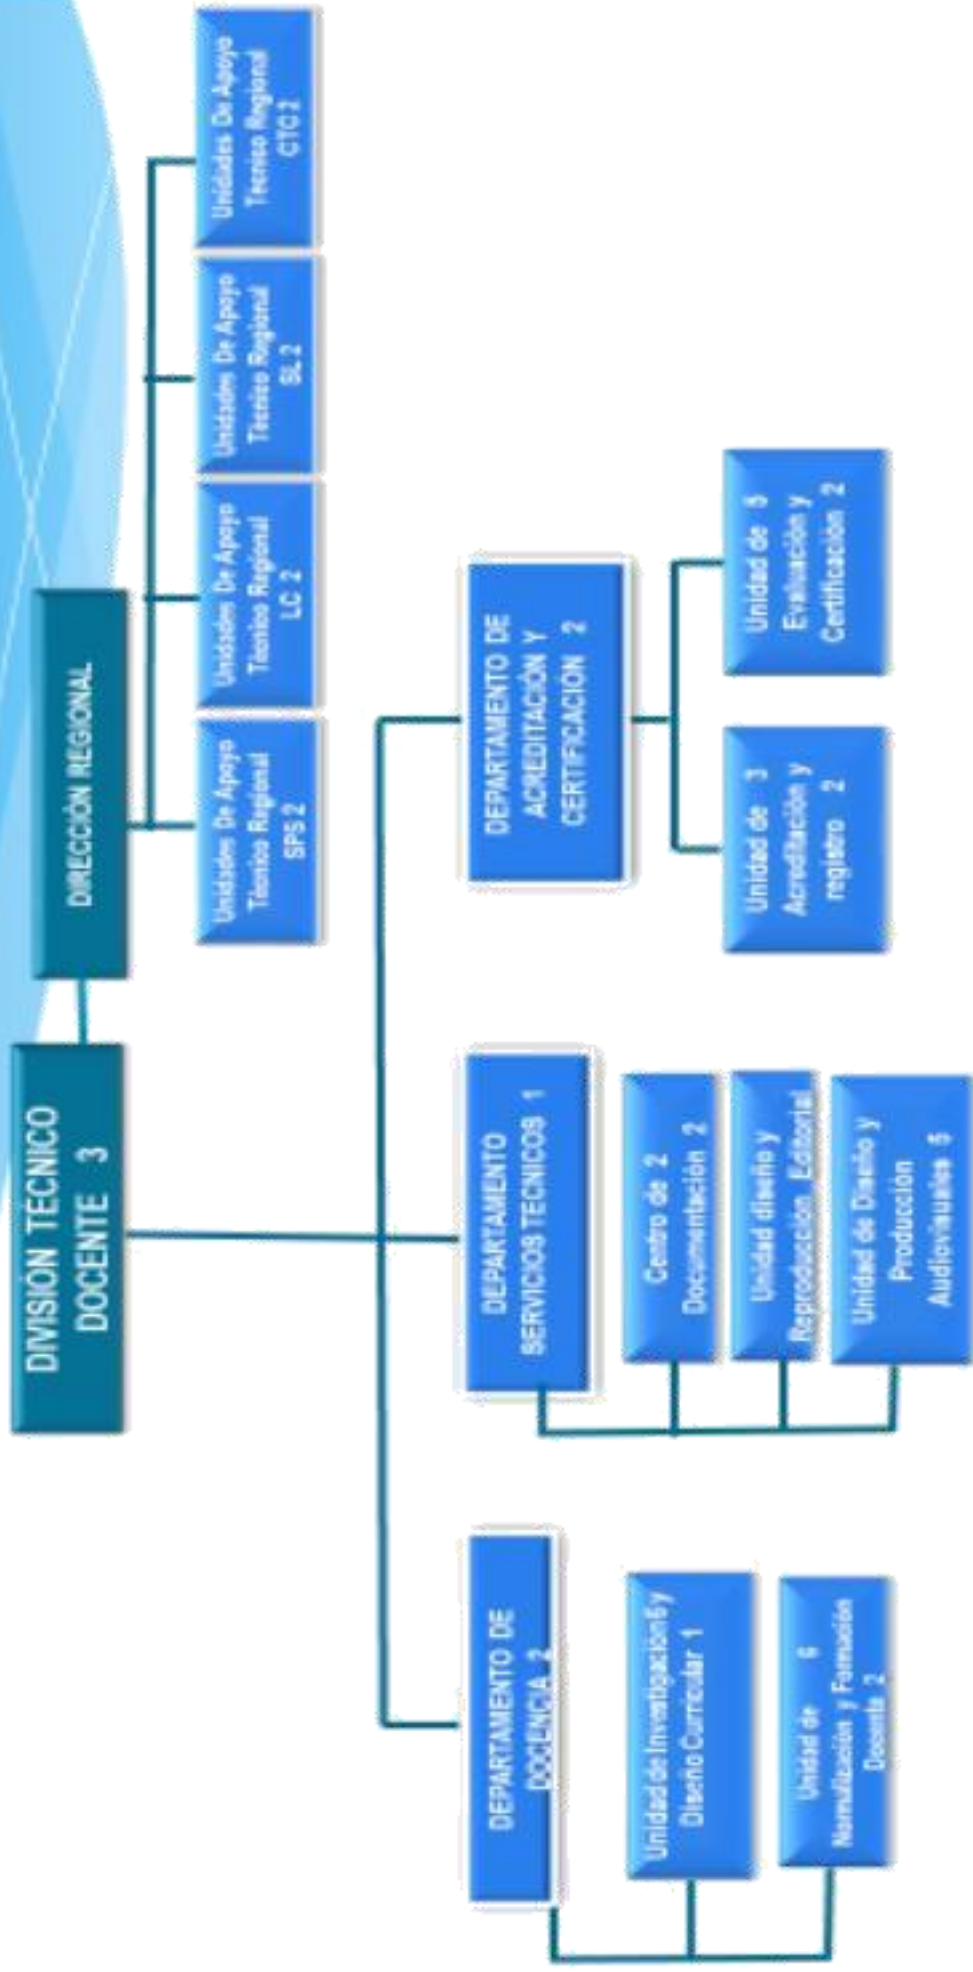 DIVISIÓN TÉCNICO
DOCENTE 3
DIRECCIÓN REGIONAL
Unidades De Apoyo
Técnico Regional
SPS 2
Unidades De Apoyo
Técnico Regional
LC 2
Unidades De Apoyo
Técnico Regional
SL 2
Unidades De Apoyo
Técnico Regional
CTC 2
DEPARTAMENTO DE
DOCENCIA 2
Unidad de Investigación 6 y
Diseño Curricular 1
Unidad de 6
Normalización y Formación
Docente 2
DEPARTAMENTO
SERVICIOS TECNICOS 1
Centro de 2
Documentación 2
Unidad diseño y
Reproducción Editorial
Unidad de Diseño y
Producción
Audiovisuales 5
DEPARTAMENTO DE
ACREDITACIÓN Y
CERTIFICACIÓN 2
Unidad de 3
Acreditación y
registro 2
Unidad de 5
Evaluación y
Certificación 2